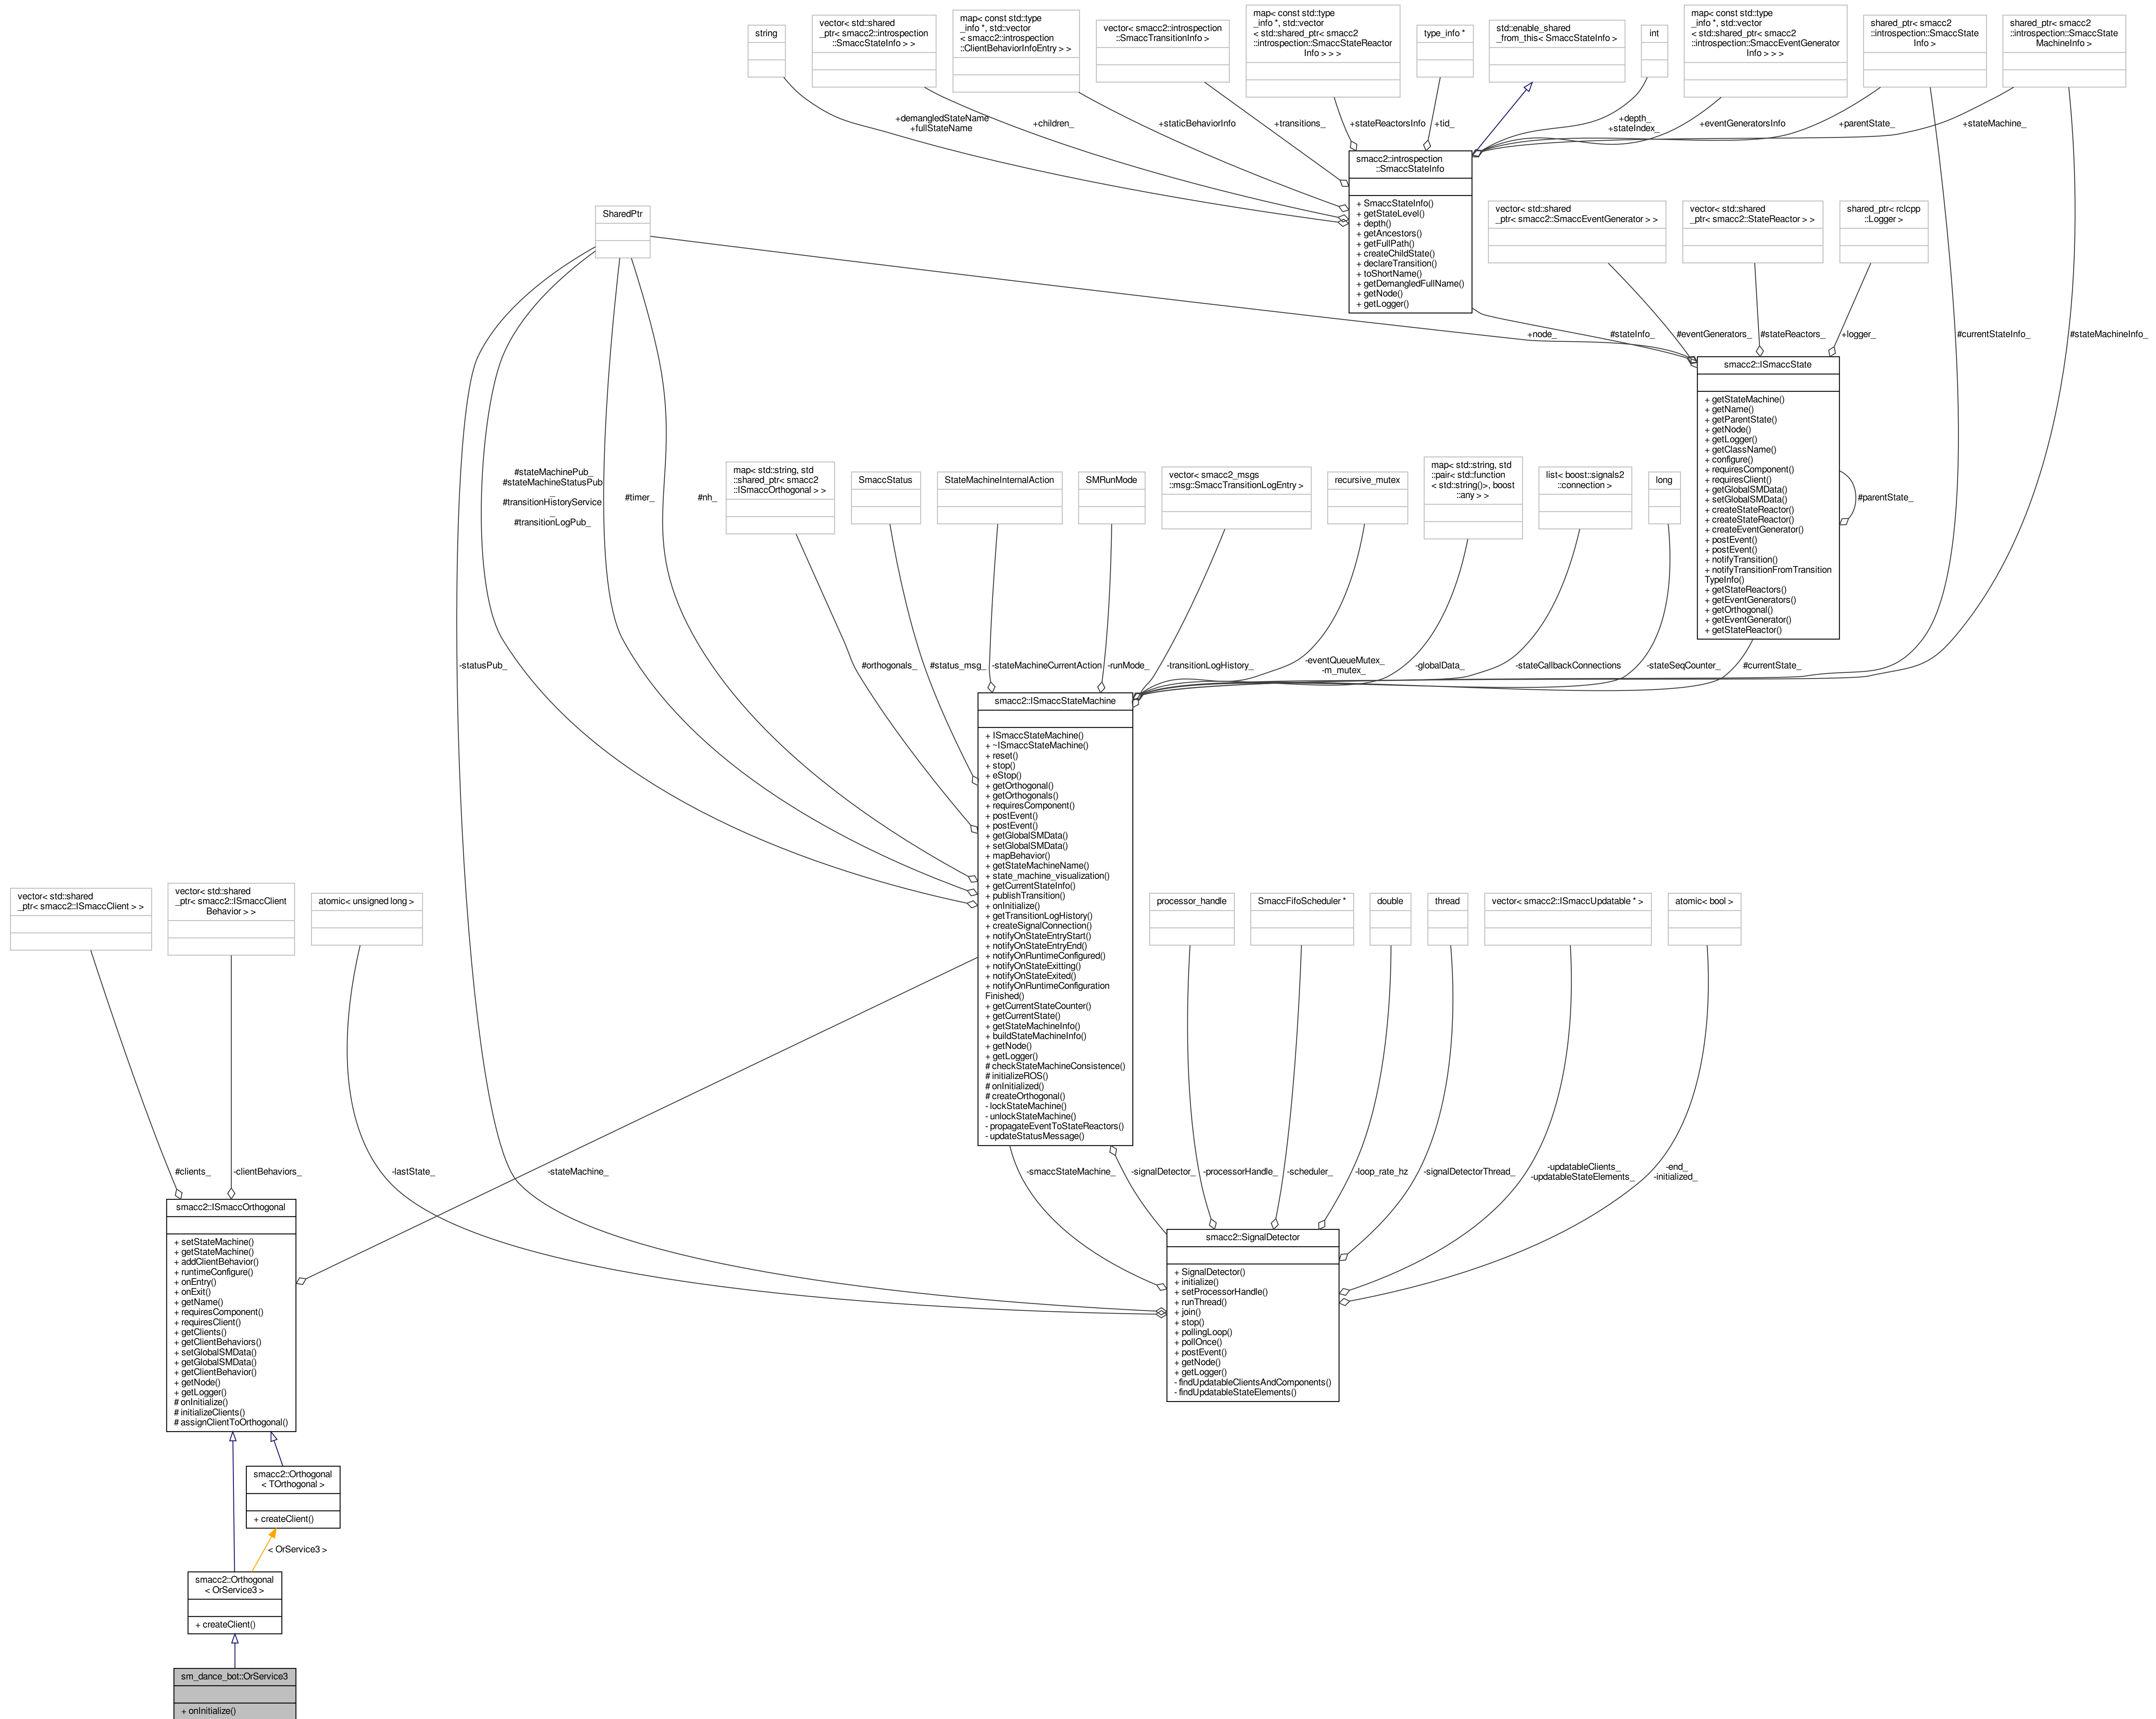 string
vector< std::shared
_ptr< smacc2::introspection
::SmaccStateInfo > >
map< const std::type
_info *, std::vector
< smacc2::introspection
::ClientBehaviorInfoEntry > >
vector< smacc2::introspection
::SmaccTransitionInfo >
map< const std::type
_info *, std::vector
< std::shared_ptr< smacc2
::introspection::SmaccStateReactor
Info > > >
type_info *
std::enable_shared
_from_this< SmaccStateInfo >
int
map< const std::type
_info *, std::vector
< std::shared_ptr< smacc2
::introspection::SmaccEventGenerator
Info > > >
shared_ptr< smacc2
::introspection::SmaccState
Info >
shared_ptr< smacc2
::introspection::SmaccState
MachineInfo >
+demangledStateName
+fullStateName
+children_
+staticBehaviorInfo
+transitions_
+stateReactorsInfo
+tid_
+depth_
+stateIndex_
+eventGeneratorsInfo
+parentState_
+stateMachine_
smacc2::introspection
::SmaccStateInfo
+ SmaccStateInfo()
+ getStateLevel()
+ depth()
+ getAncestors()
+ getFullPath()
+ createChildState()
+ declareTransition()
+ toShortName()
+ getDemangledFullName()
+ getNode()
+ getLogger()
SharedPtr
vector< std::shared
_ptr< smacc2::SmaccEventGenerator > >
vector< std::shared
_ptr< smacc2::StateReactor > >
shared_ptr< rclcpp
::Logger >
+node_
#stateInfo_
#eventGenerators_
#stateReactors_
+logger_
#currentStateInfo_
#stateMachineInfo_
smacc2::ISmaccState
+ getStateMachine()
+ getName()
+ getParentState()
+ getNode()
+ getLogger()
+ getClassName()
+ configure()
+ requiresComponent()
+ requiresClient()
+ getGlobalSMData()
+ setGlobalSMData()
+ createStateReactor()
+ createStateReactor()
+ createEventGenerator()
+ postEvent()
+ postEvent()
+ notifyTransition()
+ notifyTransitionFromTransition
TypeInfo()
+ getStateReactors()
+ getEventGenerators()
+ getOrthogonal()
+ getEventGenerator()
+ getStateReactor()
#parentState_
#stateMachinePub_
#stateMachineStatusPub
_
#transitionHistoryService
_
#transitionLogPub_
#timer_
#nh_
map< std::string, std
::shared_ptr< smacc2
::ISmaccOrthogonal > >
SmaccStatus
StateMachineInternalAction
SMRunMode
vector< smacc2_msgs
::msg::SmaccTransitionLogEntry >
recursive_mutex
map< std::string, std
::pair< std::function
< std::string()>, boost
::any > >
list< boost::signals2
::connection >
long
-statusPub_
#orthogonals_
#status_msg_
-stateMachineCurrentAction
-runMode_
-transitionLogHistory_
-eventQueueMutex_
-m_mutex_
-globalData_
-stateCallbackConnections
-stateSeqCounter_
#currentState_
smacc2::ISmaccStateMachine
+ ISmaccStateMachine()
+ ~ISmaccStateMachine()
+ reset()
+ stop()
+ eStop()
+ getOrthogonal()
+ getOrthogonals()
+ requiresComponent()
+ postEvent()
+ postEvent()
+ getGlobalSMData()
+ setGlobalSMData()
+ mapBehavior()
+ getStateMachineName()
+ state_machine_visualization()
+ getCurrentStateInfo()
+ publishTransition()
+ onInitialize()
+ getTransitionLogHistory()
+ createSignalConnection()
+ notifyOnStateEntryStart()
+ notifyOnStateEntryEnd()
+ notifyOnRuntimeConfigured()
+ notifyOnStateExitting()
+ notifyOnStateExited()
+ notifyOnRuntimeConfiguration
Finished()
+ getCurrentStateCounter()
+ getCurrentState()
+ getStateMachineInfo()
+ buildStateMachineInfo()
+ getNode()
+ getLogger()
# checkStateMachineConsistence()
# initializeROS()
# onInitialized()
# createOrthogonal()
- lockStateMachine()
- unlockStateMachine()
- propagateEventToStateReactors()
- updateStatusMessage()
vector< std::shared
_ptr< smacc2::ISmaccClient > >
vector< std::shared
_ptr< smacc2::ISmaccClient
Behavior > >
atomic< unsigned long >
processor_handle
SmaccFifoScheduler *
double
thread
vector< smacc2::ISmaccUpdatable * >
atomic< bool >
#clients_
-clientBehaviors_
-lastState_
-stateMachine_
-smaccStateMachine_
-signalDetector_
-processorHandle_
-scheduler_
-loop_rate_hz
-signalDetectorThread_
-updatableClients_
-updatableStateElements_
-end_
-initialized_
smacc2::ISmaccOrthogonal
+ setStateMachine()
+ getStateMachine()
+ addClientBehavior()
+ runtimeConfigure()
+ onEntry()
+ onExit()
+ getName()
+ requiresComponent()
+ requiresClient()
+ getClients()
+ getClientBehaviors()
+ setGlobalSMData()
+ getGlobalSMData()
+ getClientBehavior()
+ getNode()
+ getLogger()
# onInitialize()
# initializeClients()
# assignClientToOrthogonal()
smacc2::SignalDetector
+ SignalDetector()
+ initialize()
+ setProcessorHandle()
+ runThread()
+ join()
+ stop()
+ pollingLoop()
+ pollOnce()
+ postEvent()
+ getNode()
+ getLogger()
- findUpdatableClientsAndComponents()
- findUpdatableStateElements()
smacc2::Orthogonal
< TOrthogonal >
+ createClient()
< OrService3 >
smacc2::Orthogonal
< OrService3 >
+ createClient()
sm_dance_bot::OrService3
+ onInitialize()